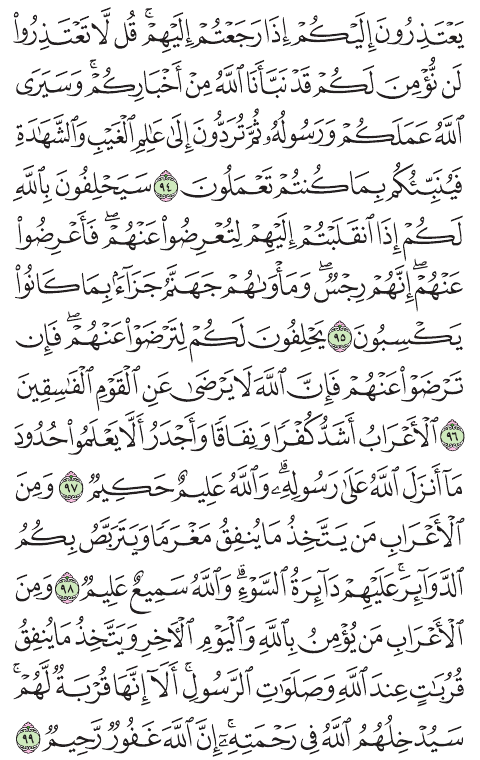 يَعۡتَذِرُونَ إِلَيۡكُمۡ إِذَا رَجَعۡتُمۡ إِلَيۡهِمۡۚ قُل لَّا تَعۡتَذِرُواْ
لَن نُّؤۡمِنَ لَكُمۡ قَدۡ نَبَّأَنَا ٱللَّهُ مِنۡ أَخۡبَارِكُمۡۚ وَسَيَرَى
ٱللَّهُ عَمَلَكُمۡ وَرَسُولُهُۥ ثُمَّ تُرَدُّونَ إِلَىٰ عَٰلِمِ ٱلۡغَيۡبِ وَٱلشَّهَٰدَةِ
فَيُنَبِّئُكُم بِمَا كُنتُمۡ تَعۡمَلُونَ ٩٤ سَيَحۡلِفُونَ بِٱللَّهِ
لَكُمۡ إِذَا ٱنقَلَبۡتُمۡ إِلَيۡهِمۡ لِتُعۡرِضُواْ عَنۡهُمۡۖ فَأَعۡرِضُواْ
عَنۡهُمۡۖ إِنَّهُمۡ رِجۡسٞۖ وَمَأۡوَىٰهُمۡ جَهَنَّمُ جَزَآءَۢ بِمَا كَانُواْ
يَكۡسِبُونَ ٩٥ يَحۡلِفُونَ لَكُمۡ لِتَرۡضَوۡاْ عَنۡهُمۡۖ فَإِن
تَرۡضَوۡاْ عَنۡهُمۡ فَإِنَّ ٱللَّهَ لَا يَرۡضَىٰ عَنِ ٱلۡقَوۡمِ ٱلۡفَٰسِقِينَ
٩٦ ٱلۡأَعۡرَابُ أَشَدُّ كُفۡرٗا وَنِفَاقٗا وَأَجۡدَرُ أَلَّا يَعۡلَمُواْ حُدُودَ
مَآ أَنزَلَ ٱللَّهُ عَلَىٰ رَسُولِهِۦۗ وَٱللَّهُ عَلِيمٌ حَكِيمٞ ٩٧ وَمِنَ
ٱلۡأَعۡرَابِ مَن يَتَّخِذُ مَا يُنفِقُ مَغۡرَمٗا وَيَتَرَبَّصُ بِكُمُ
ٱلدَّوَآئِرَۚ عَلَيۡهِمۡ دَآئِرَةُ ٱلسَّوۡءِۗ وَٱللَّهُ سَمِيعٌ عَلِيمٞ ٩٨ وَمِنَ
ٱلۡأَعۡرَابِ مَن يُؤۡمِنُ بِٱللَّهِ وَٱلۡيَوۡمِ ٱلۡأٓخِرِ وَيَتَّخِذُ مَا يُنفِقُ
قُرُبَٰتٍ عِندَ ٱللَّهِ وَصَلَوَٰتِ ٱلرَّسُولِۚ أَلَآ إِنَّهَا قُرۡبَةٞ لَّهُمۡۚ
سَيُدۡخِلُهُمُ ٱللَّهُ فِي رَحۡمَتِهِۦٓۚ إِنَّ ٱللَّهَ غَفُورٞ رَّحِيمٞ ٩٩